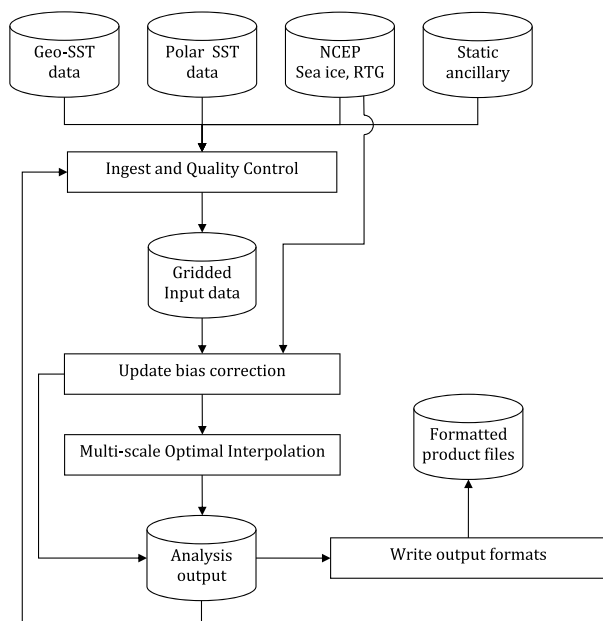 Geo-SST
data
Polar SST
data
NCEP
Sea ice, RTG
Static
ancillary
Ingest and Quality Control
Gridded
Input data
Update bias correction
Multi-scale Optimal Interpolation
Formatted
product files
Analysis
output
Write output formats